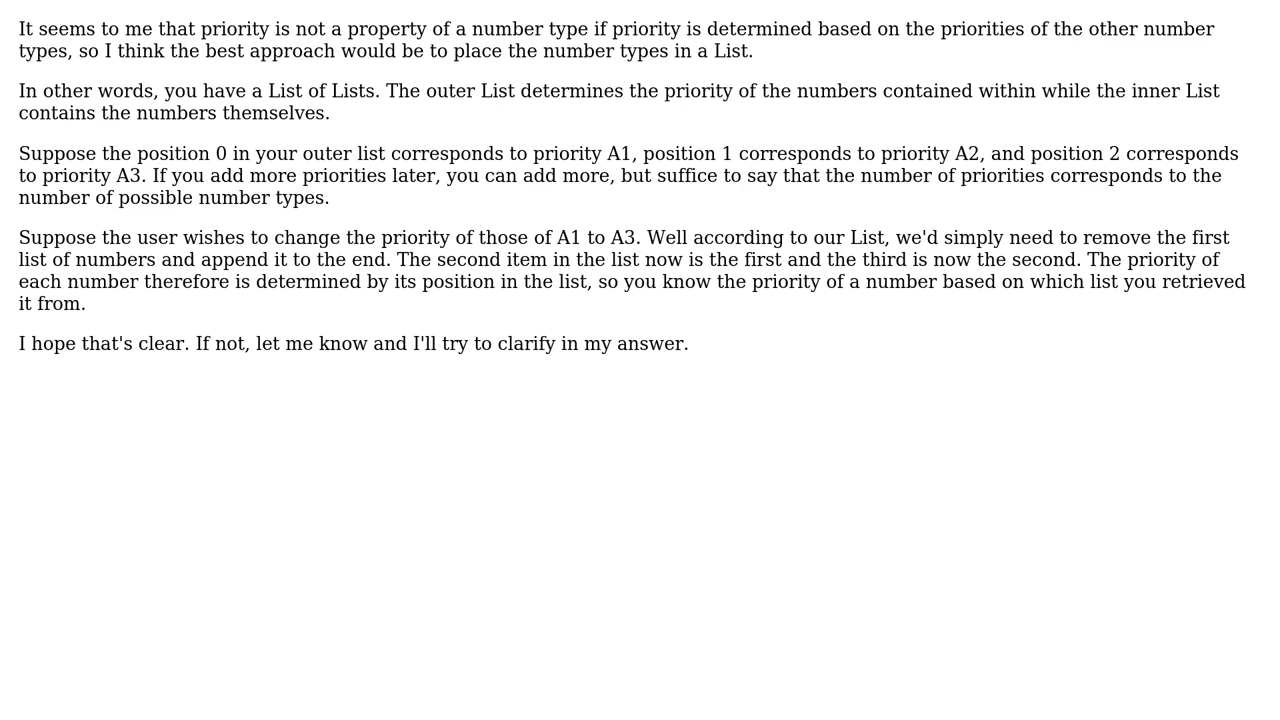 It seems to me that priority is not a property of a number type if priority is determined based on the priorities of the other number
types, so I think the best approach would be to place the number types in a List.
In other words, you have a List of Lists. The outer List determines the priority of the numbers contained within while the inner List
contains the numbers themselves.
Suppose the position 0 in your outer list corresponds to priority A1, position 1 corresponds to priority A2, and position 2 corresponds
to priority A3. If you add more priorities later, you can add more, but suffice to say that the number of priorities corresponds to the
number of possible number types.
Suppose the user wishes to change the priority of those of A1 to A3. Well according to our List, we'd simply need to remove the first
list of numbers and append it to the end. The second item in the list now is the first and the third is now the second. The priority of
each number therefore is determined by its position in the list, so you know the priority of a number based on which list you retrieved
it from.
I hope that's clear. If not, let me know and I'll try to clarify in my answer.